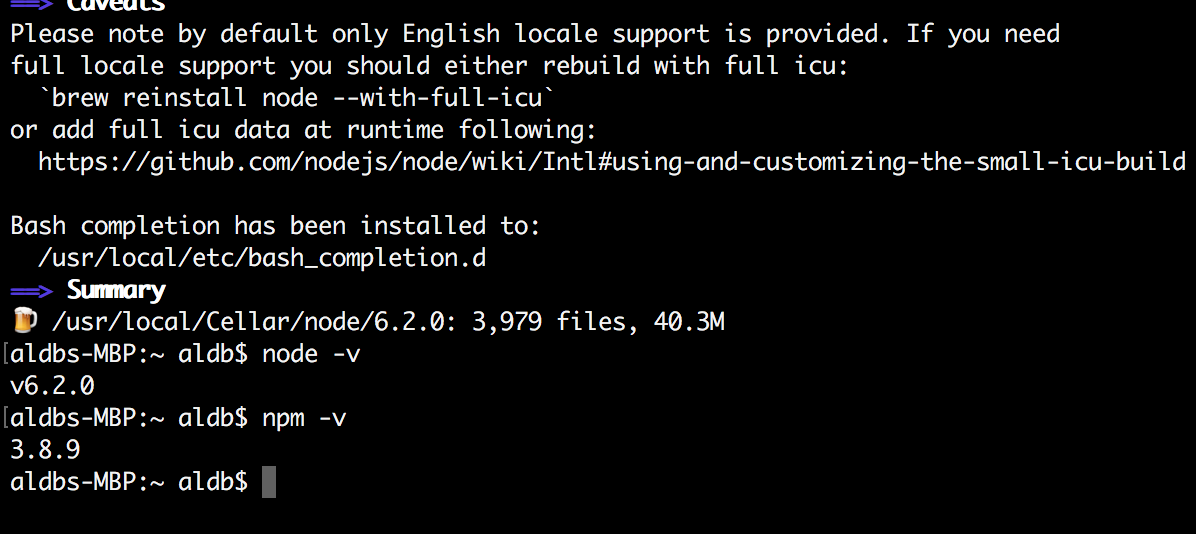 ==> Caveats
Please note by default only English locale support is provided. If you need
full locale support you should either rebuild with full icu:
  `brew reinstall node --with-full-icu`
or add full icu data at runtime following:
  https://github.com/nodejs/node/wiki/Intl#using-and-customizing-the-small-icu-build

Bash completion has been installed to:
  /usr/local/etc/bash_completion.d
==> Summary
🍺 /usr/local/Cellar/node/6.2.0: 3,979 files, 40.3M
[aldbs-MBP:~ aldb$ node -v
v6.2.0
[aldbs-MBP:~ aldb$ npm -v
3.8.9
aldbs-MBP:~ aldb$